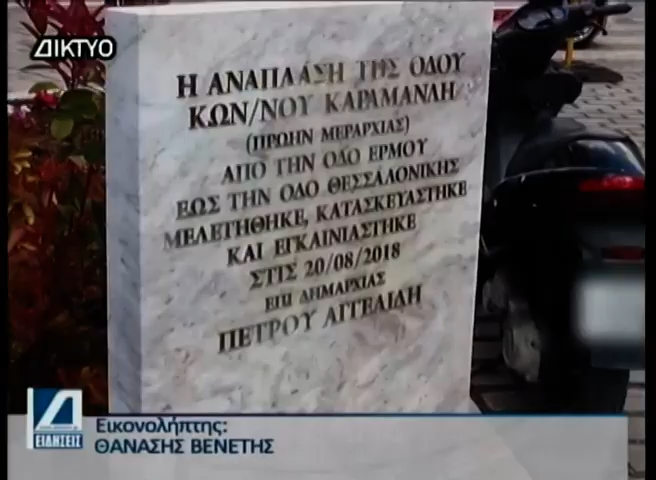 ΔΙΚΤΥΟ
Η ΑΝΑΠΛΑΣΗ ΤΗΣ ΟΔΟΥ
ΚΩΝ/ΝΟΥ ΚΑΡΑΜΑΝΛΗ
(ΠΡΩΗΝ ΜΕΡΑΡΧΙΑΣ)
ΑΠΟ ΤΗΝ ΟΔΟ ΕΡΜΟΥ
ΕΩΣ ΤΗΝ ΟΔΟ ΘΕΣΣΑΛΟΝΙΚΗΣ
ΜΕΛΕΤΗΘΗΚΕ, ΚΑΤΑΣΚΕΥΑΣΤΗΚΕ
ΚΑΙ ΕΓΚΑΙΝΙΑΣΤΗΚΕ
ΣΤΙΣ 20/08/2018
ΕΠΙ ΔΗΜΑΡΧΙΑΣ
ΠΕΤΡΟΥ ΑΓΓΕΛΙΔΗ
Δ
ΕΙΔΗΣΕΙΣ
Εικονολήπτης:
ΘΑΝΑΣΗΣ ΒΕΝΕΤΗΣ